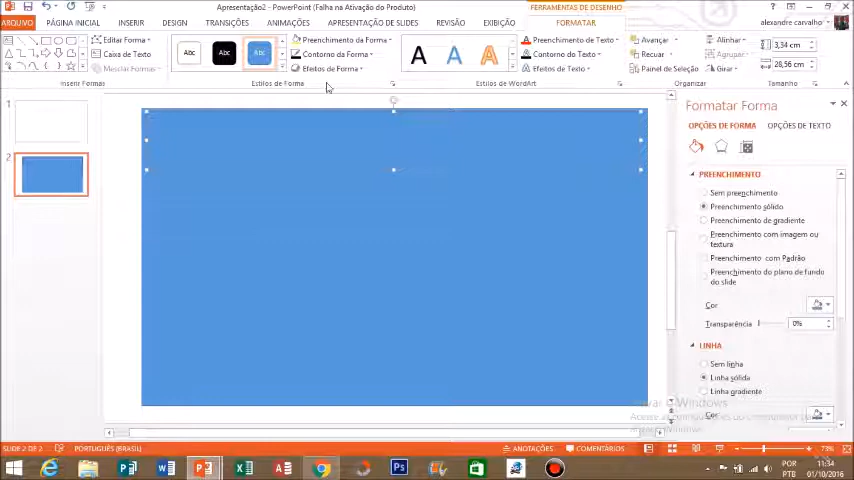 Apresentação2 - PowerPoint (Falha na Ativação do Produto)
FERRAMENTAS DE DESENHO
ARQUIVO PÁGINA INICIAL INSERIR DESIGN TRANSIÇÕES ANIMAÇÕES APRESENTAÇÃO DE SLIDES REVISÃO EXIBIÇÃO FORMATAR alexandre carvalho
Editar Forma
Caixa de Texto
Mesclar Formas
Abc Abc Abc
Preenchimento da Forma
Contorno da Forma
Efeitos de Forma
A A A
Preenchimento de Texto
Contorno do Texto
Efeitos de Texto
Avançar
Recuar
Painel de Seleção
Alinhar
Agrupar
Girar
3,34 cm
28,56 cm
Inserir Formas Estilos de Forma Estilos de WordArt Organizar Tamanho
1
2
Formatar Forma
OPÇÕES DE FORMA OPÇÕES DE TEXTO
PREENCHIMENTO
Sem preenchimento
Preenchimento sólido
Preenchimento de gradiente
Preenchimento com imagem ou
textura
Preenchimento com Padrão
Preenchimento do plano de fundo
do slide
Cor
Transparência 0%
LINHA
Sem linha
Linha sólida
Linha gradiente
Cor
SLIDE 2 DE 2 PORTUGUÊS (BRASIL) ANOTAÇÕES COMENTÁRIOS 73%
POR
PTB
11:34
01/10/2016